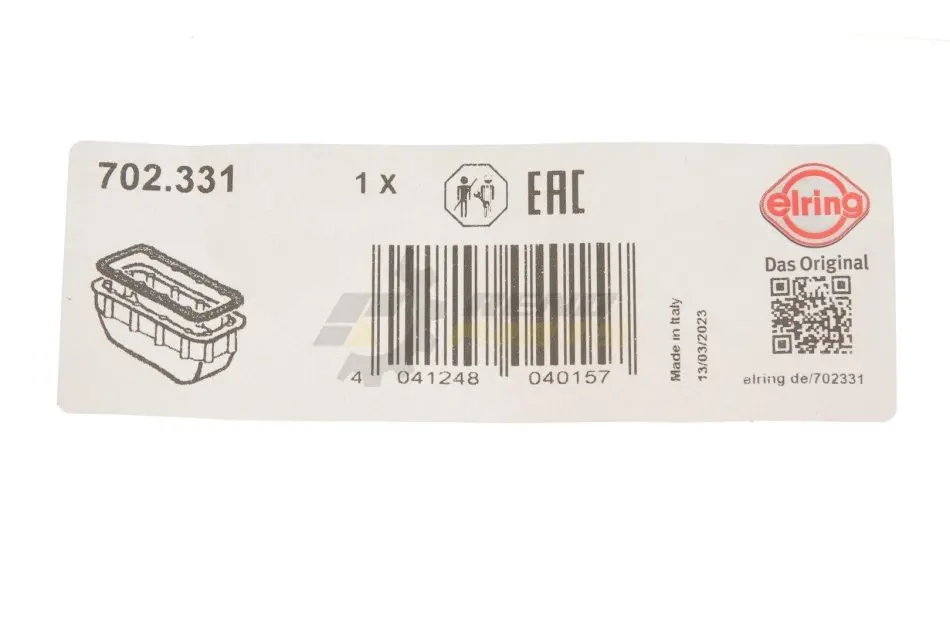 702.331
1 X
EAC
elring
Das Original
4 041248 040157
Made in Italy
13/03/2023
elring de/702331